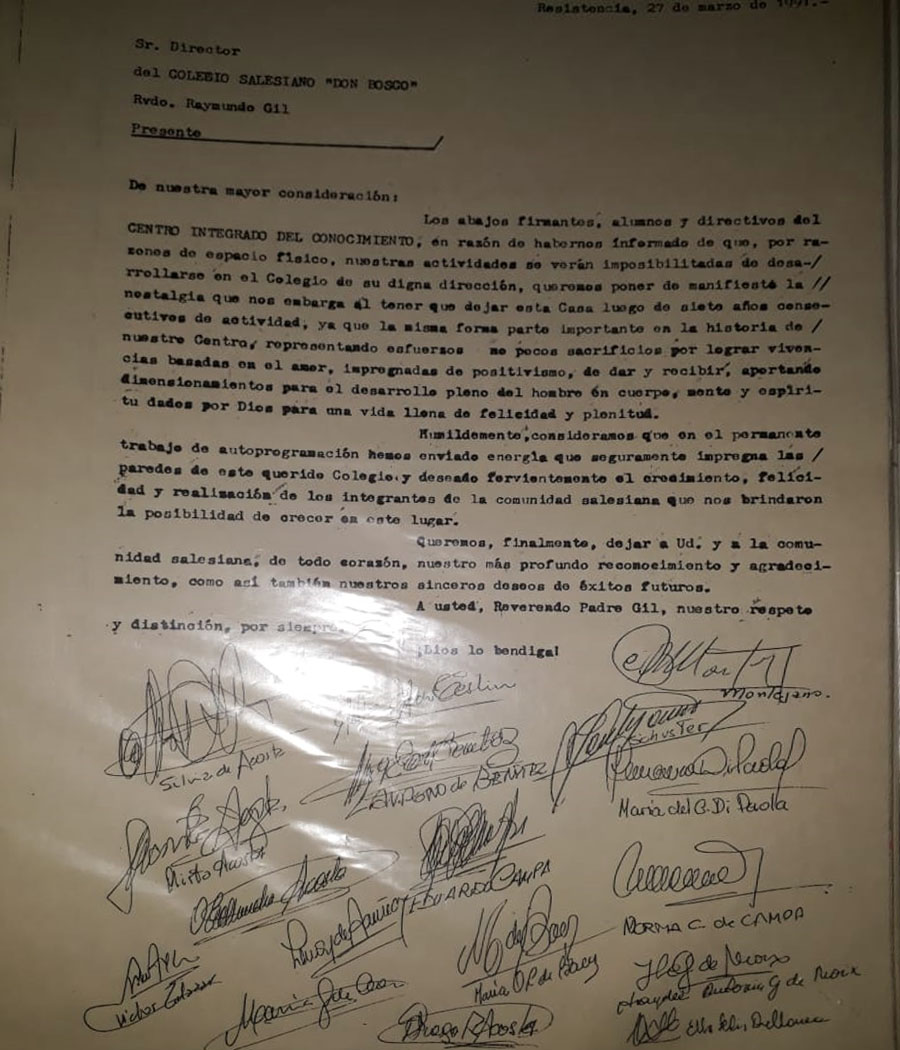 Resistencia, 27 de marzo de 1991.-
Sr. Director
del COLEGIO SALESIANO "DON BOSCO"
Rvdo. Raymundo Gil
Presente /
De nuestra mayor consideración:
Los abajos firmantes, alumnos y directivos del
CENTRO INTEGRADO DEL CONOCIMIENTO, en razón de habernos informado de que, por ra-
zones de espacio físico, nuestras actividades se verán imposibilitadas de desa-/
rrollarse en el Colegio de su digna dirección, queremos poner de manifiesto la //
nostalgia que nos embarga al tener que dejar esta Casa luego de siete años conse-
cutivos de actividad, ya que la misma forma parte importante en la historia de /
nuestro Centro, representando esfuerzos no pocos sacrificios por lograr viven-
cias basadas en el amor, impregnadas de positivismo, de dar y recibir, aportando
dimensionamientos para el desarrollo pleno del hombre en cuerpo, mente y espíri-
tu dados por Dios para una vida llena de felicidad y plenitud.
Humildemente, consideramos que en el permanente
trabajo de autoprogramación hemos enviado energía que seguramente impregna las /
paredes de este querido Colegio y deseado fervientemente el crecimiento, felici-
dad y realización de los integrantes de la comunidad salesiana que nos brindaron
la posibilidad de crecer en este lugar.
Queremos, finalmente, dejar a Ud. y a la comu-
nidad salesiana, de todo corazón, nuestro más profundo reconocimiento y agradeci-
miento, como así también nuestros sinceros deseos de éxitos futuros.
A usted, Reverendo Padre Gil, nuestro respeto
y distinción, por siempre.
¡Dios lo bendiga!
Silvia de Acosta
Schuster
de BENITEZ
María del C. Di Paola
Mirto Acosta
EDUARDO CAMPA
NORMA C. de CAMPA
Maria O. P. de Baez